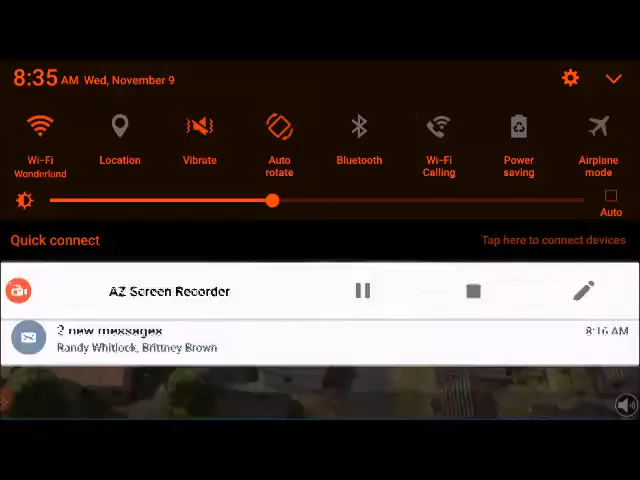 8:35 AM Wed, November 9
Wi-Fi
Wonderland
Location
Vibrate
Auto
rotate
Bluetooth
Wi-Fi
Calling
Power
saving
Airplane
mode
Auto
Quick connect
Tap here to connect devices
AZ Screen Recorder
2 new messages
8:16 AM
Randy Whitlock, Brittney Brown